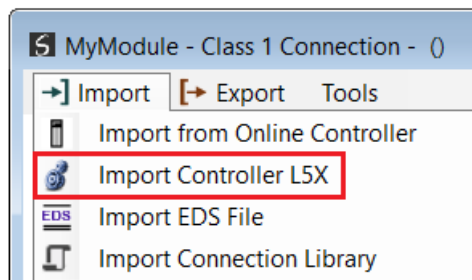 MyModule - Class 1 Connection - ()
Import Export Tools
Import from Online Controller
Import Controller L5X
EDS Import EDS File
Import Connection Library